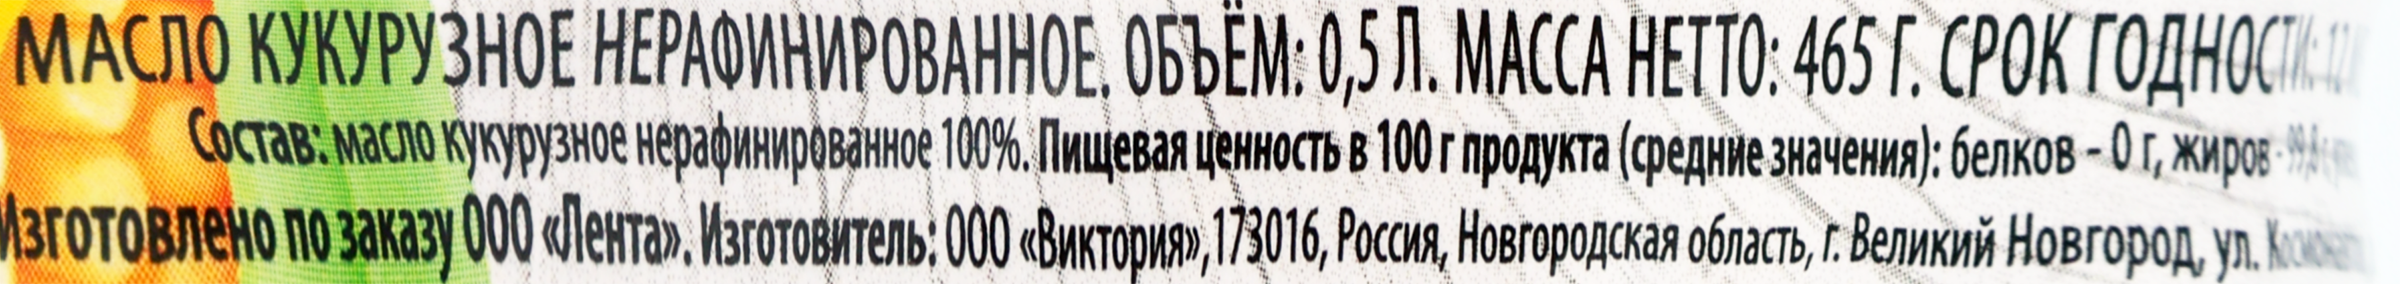 МАСЛО КУКУРУЗНОЕ НЕРАФИНИРОВАННОЕ. ОБЪЁМ: 0,5 Л. МАССА НЕТТО: 465 Г. СРОК ГОДНОСТИ: 12
Состав: масло кукурузное нерафинированное 100%. Пищевая ценность в 100 г продукта (средние значения): белков – 0 г, жиров
Изготовлено по заказу ООО «Лента». Изготовитель: ООО «Виктория»,173016, Россия, Новгородская область, г. Великий Новгород, ул.